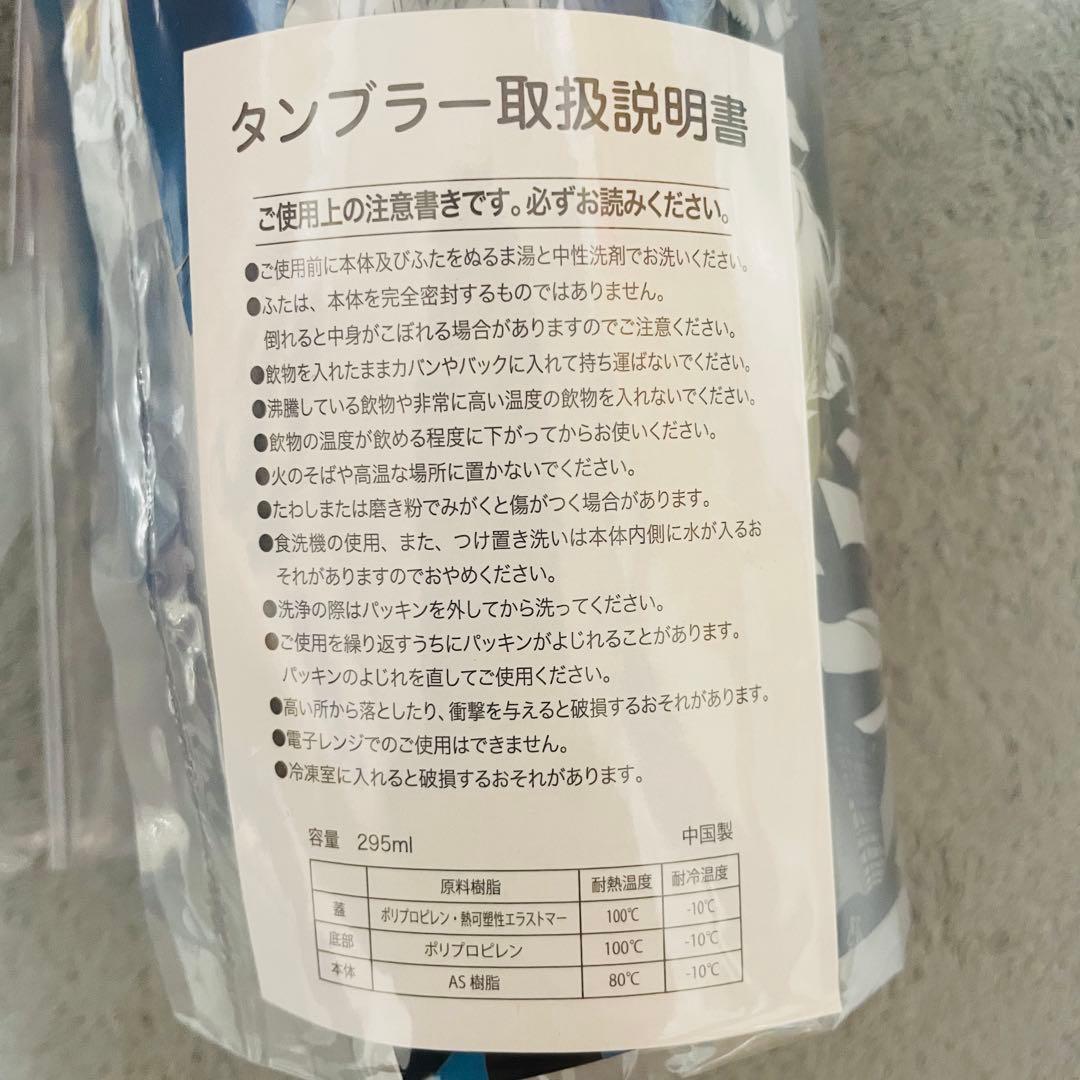 タンブラー取扱説明書
ご使用上の注意書きです。必ずお読みください。
●ご使用前に本体及びふたをぬるま湯と中性洗剤でお洗いください。
●ふたは、本体を完全密封するものではありません。
倒れると中身がこぼれる場合がありますのでご注意ください。
●飲物を入れたままカバンやバックに入れて持ち運ばないでください。
●沸騰している飲物や非常に高い温度の飲物を入れないでください。
●飲物の温度が飲める程度に下がってからお使いください。
●火のそばや高温な場所に置かないでください。
●たわしまたは磨き粉でみがくと傷がつく場合があります。
●食洗機の使用、また、つけ置き洗いは本体内側に水が入るお
それがありますのでおやめください。
●洗浄の際はパッキンを外してから洗ってください。
●ご使用を繰り返すうちにパッキンがよじれることがあります。
パッキンのよじれを直してご使用ください。
●高い所から落としたり、衝撃を与えると破損するおそれがあります。
●電子レンジでのご使用はできません。
●冷凍室に入れると破損するおそれがあります。
容量 295ml 中国製
原料樹脂 耐熱温度 耐冷温度
蓋 ポリプロピレン・熱可塑性エラストマー 100℃ -10℃
底部 ポリプロピレン 100℃ -10℃
本体 AS樹脂 80℃ -10℃